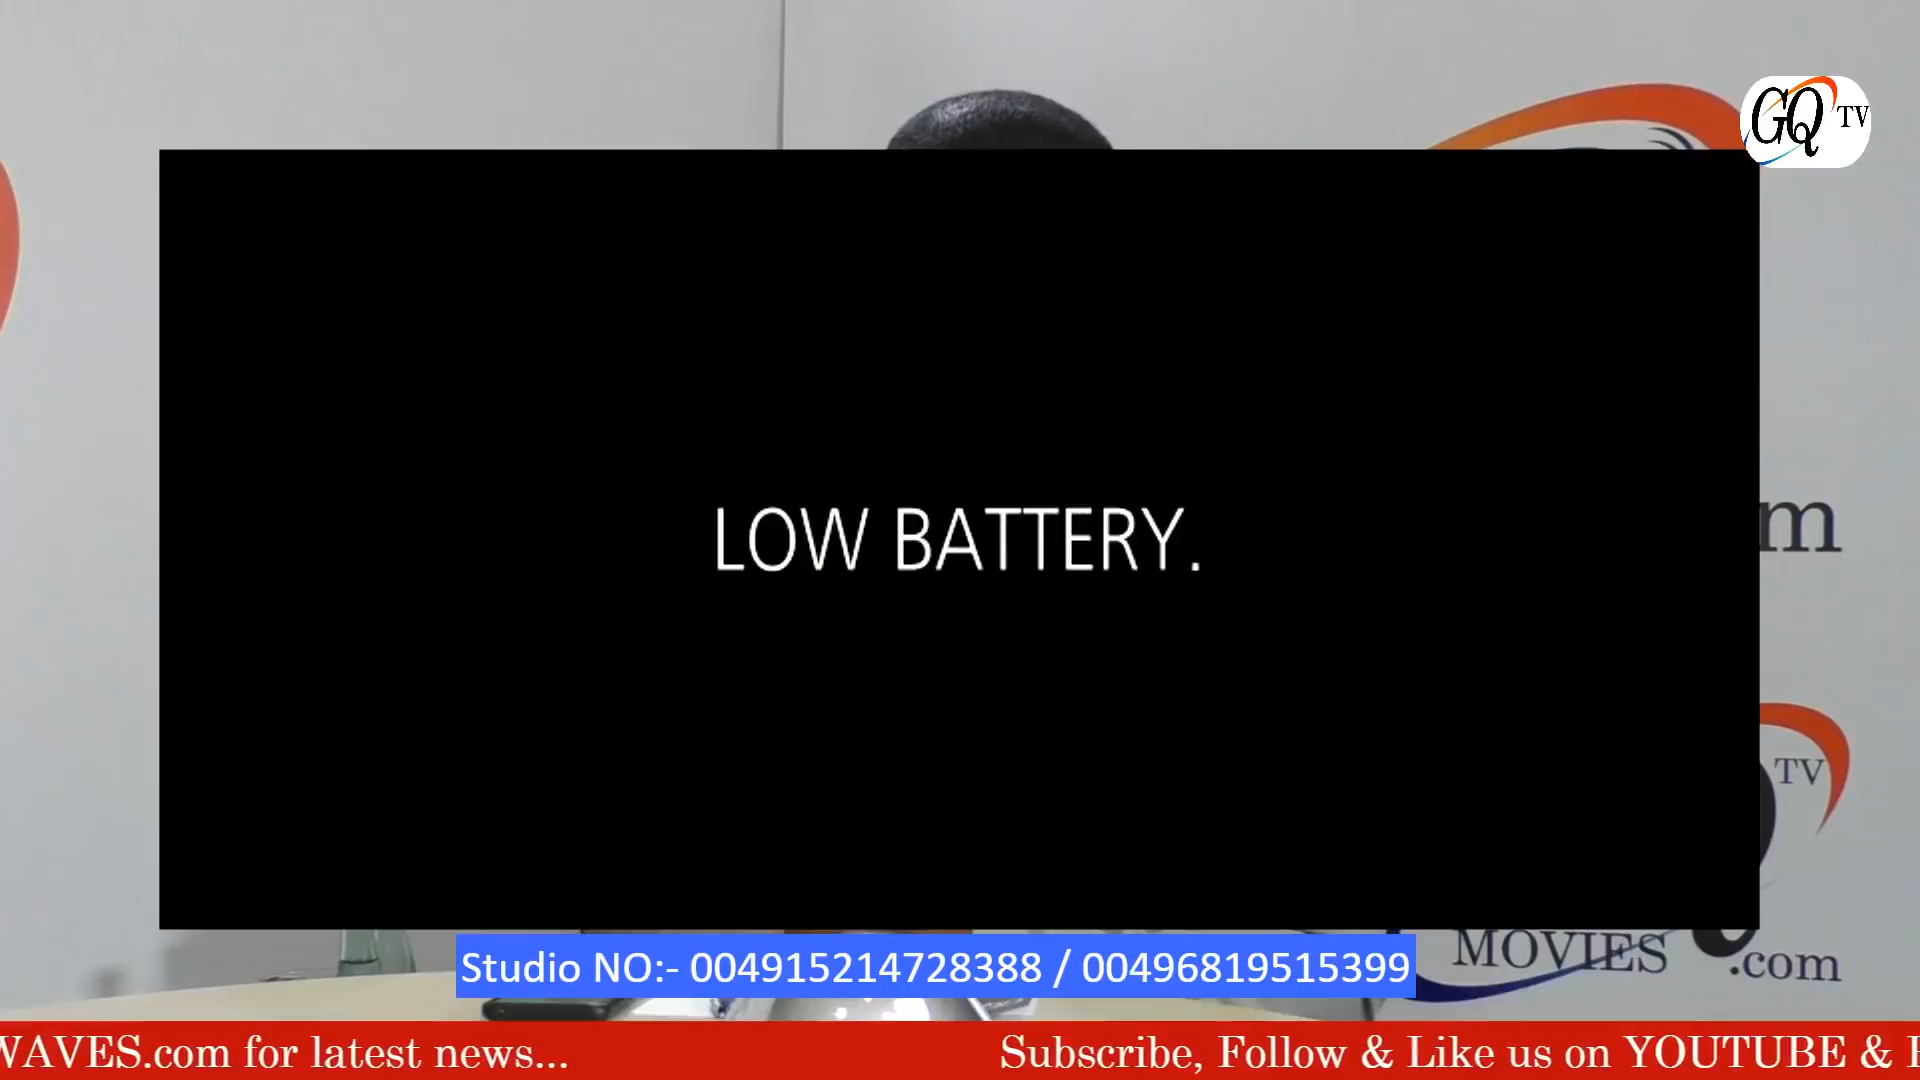 GQ TV
LOW BATTERY.
om
TV
MOVIES
.com
Studio NO:- 004915214728388 / 00496819515399
WAVES.com for latest news...
Subscribe, Follow & Like us on YOUTUBE &